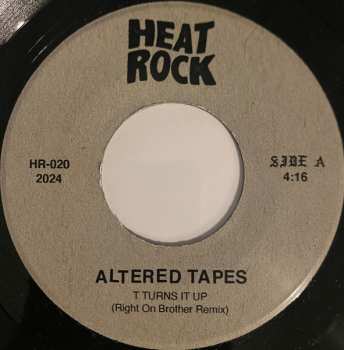 HEAT
ROCK
HR-020
2024
SIDE A
4:16
ALTERED TAPES
T TURNS IT UP
(Right On Brother Remix)